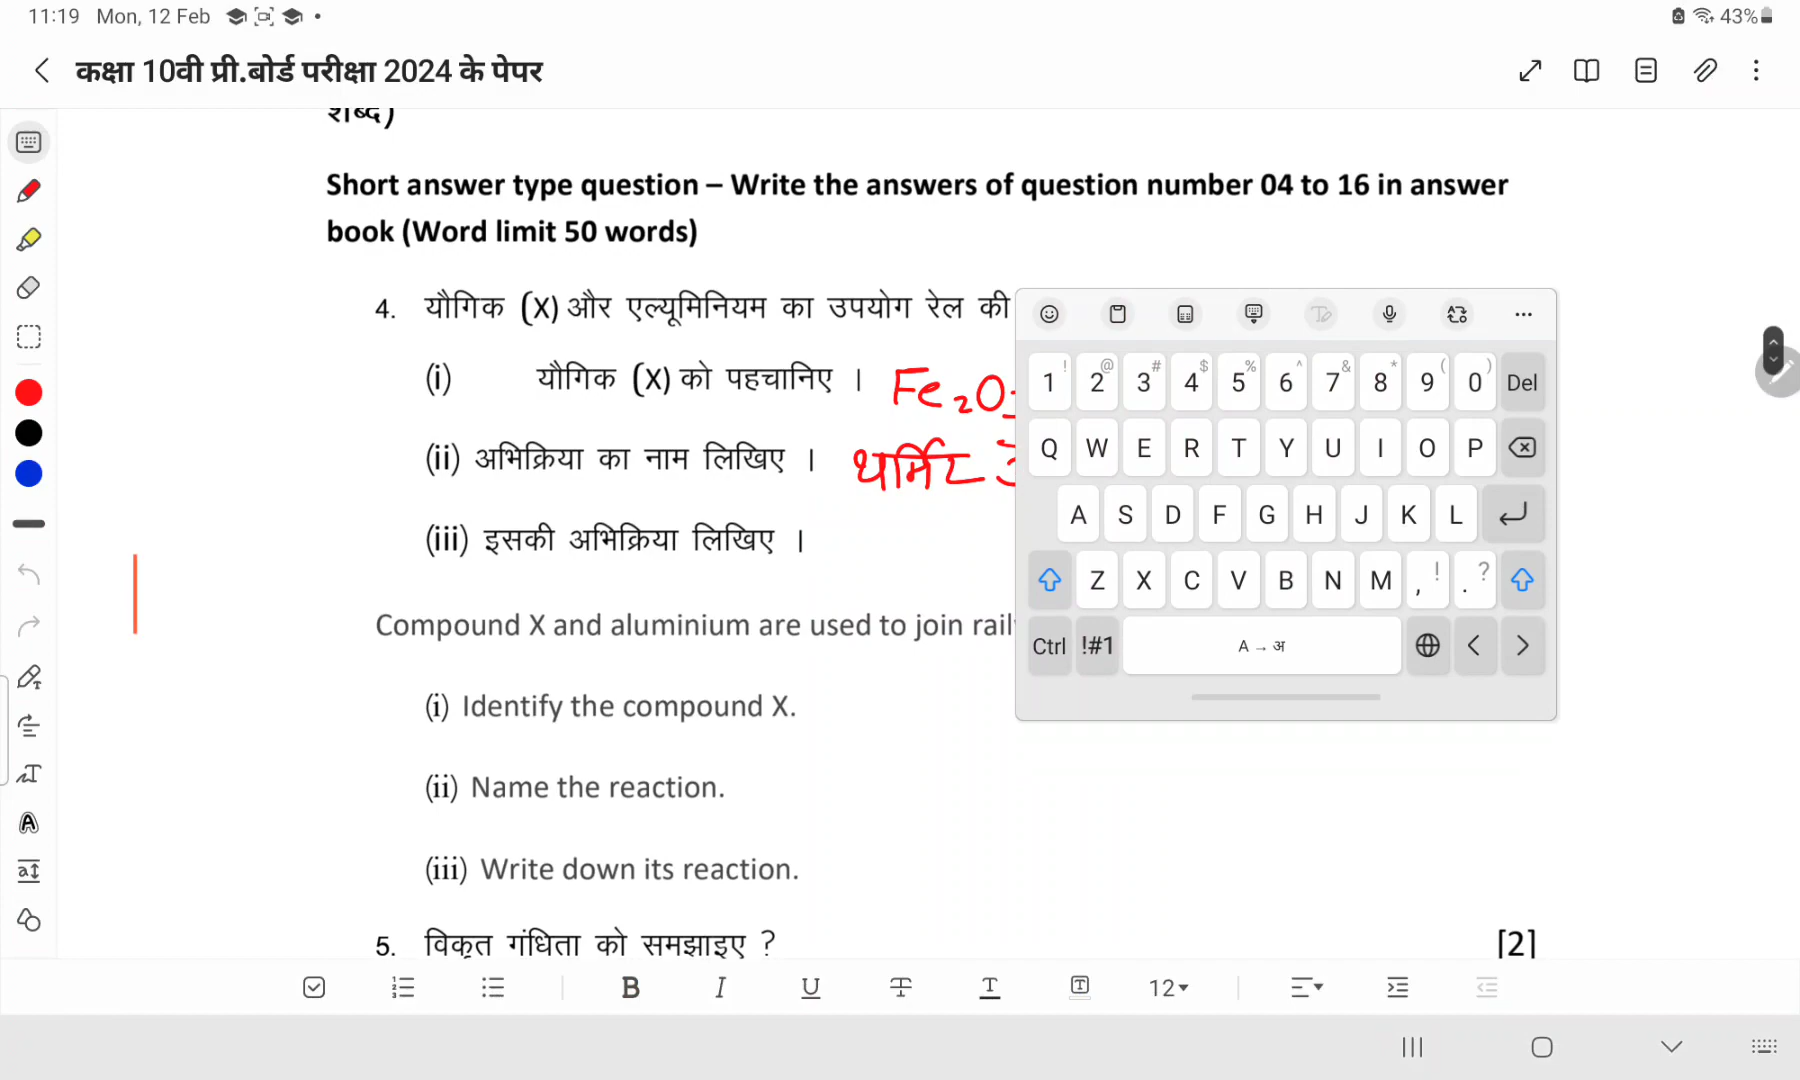 11:19 Mon, 12 Feb
43%
कक्षा 10वी प्री.बोर्ड परीक्षा 2024 के पेपर
शब्द)
Short answer type question – Write the answers of question number 04 to 16 in answer
book (Word limit 50 words)
4. यौगिक (X) और एल्यूमिनियम का उपयोग रेल की
(i) यौगिक (X) को पहचानिए । Fe₂O
(ii) अभिक्रिया का नाम लिखिए । थर्मिट
(iii) इसकी अभिक्रिया लिखिए ।
Compound X and aluminium are used to join rail
(i) Identify the compound X.
(ii) Name the reaction.
(iii) Write down its reaction.
5. विकृत गंधिता को समझाइए ? [2]
1 ! 2 @ 3 # 4 $ 5 % 6 ^ 7 & 8 * 9 ( 0 ) Del
Q W E R T Y U I O P
A S D F G H J K L
Z X C V B N M , ! . ?
Ctrl !#1 A → अ < >
B I U T T T 12